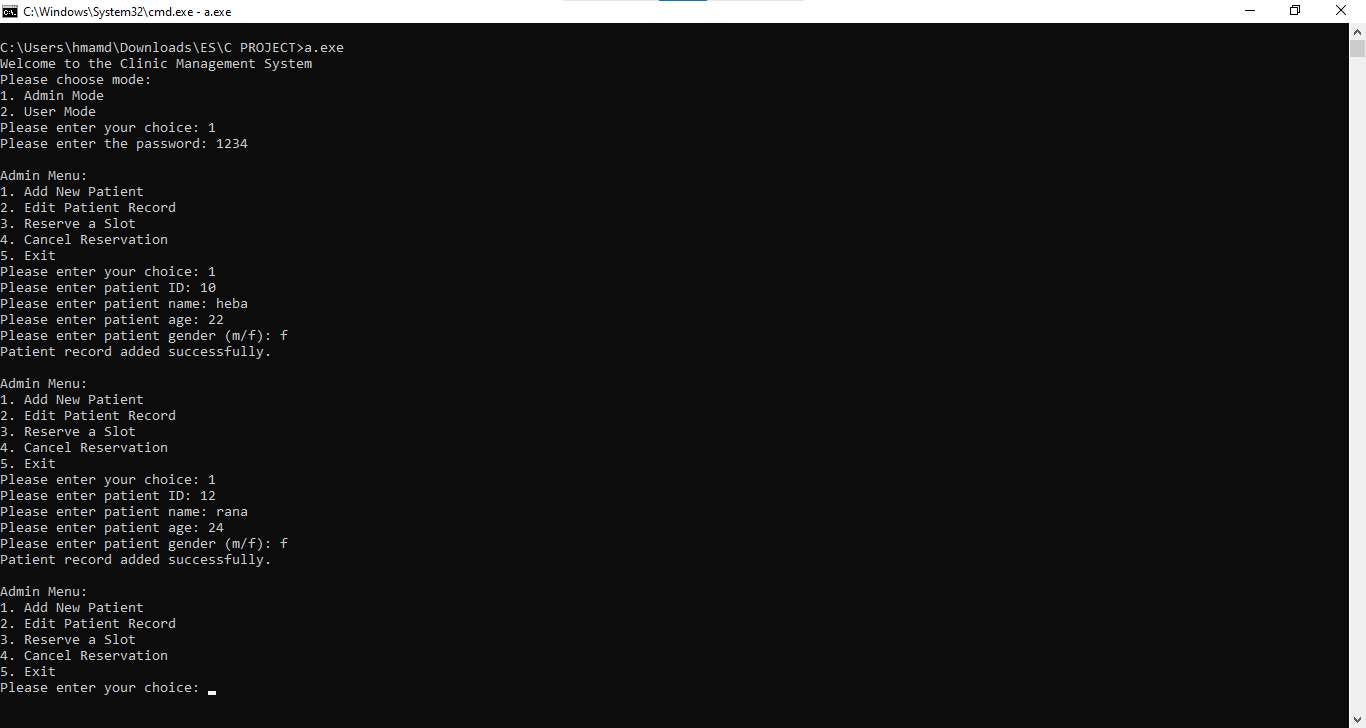 C:\Windows\System32\cmd.exe - a.exe
C:\Users\hmamd\Downloads\ES\C PROJECT>a.exe
Welcome to the Clinic Management System
Please choose mode:
1. Admin Mode
2. User Mode
Please enter your choice: 1
Please enter the password: 1234

Admin Menu:
1. Add New Patient
2. Edit Patient Record
3. Reserve a Slot
4. Cancel Reservation
5. Exit
Please enter your choice: 1
Please enter patient ID: 10
Please enter patient name: heba
Please enter patient age: 22
Please enter patient gender (m/f): f
Patient record added successfully.

Admin Menu:
1. Add New Patient
2. Edit Patient Record
3. Reserve a Slot
4. Cancel Reservation
5. Exit
Please enter your choice: 1
Please enter patient ID: 12
Please enter patient name: rana
Please enter patient age: 24
Please enter patient gender (m/f): f
Patient record added successfully.

Admin Menu:
1. Add New Patient
2. Edit Patient Record
3. Reserve a Slot
4. Cancel Reservation
5. Exit
Please enter your choice: